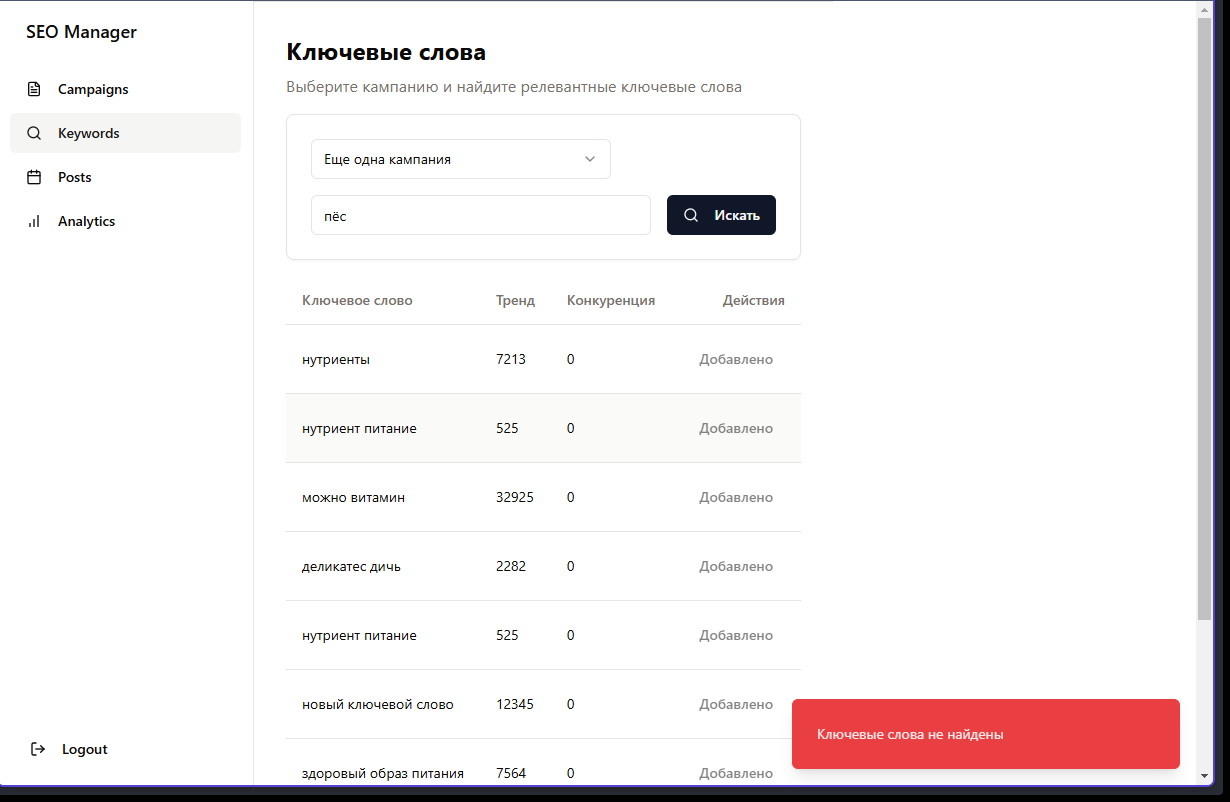 SEO Manager
Campaigns
Keywords
Posts
Analytics
Logout
Ключевые слова
Выберите кампанию и найдите релевантные ключевые слова
Еще одна кампания
пёс
Искать
Ключевое слово Тренд Конкуренция Действия
нутриенты 7213 0 Добавлено
нутриент питание 525 0 Добавлено
можно витамин 32925 0 Добавлено
деликатес дичь 2282 0 Добавлено
нутриент питание 525 0 Добавлено
новый ключевой слово 12345 0 Добавлено
здоровый образ питания 7564 0 Добавлено
Ключевые слова не найдены